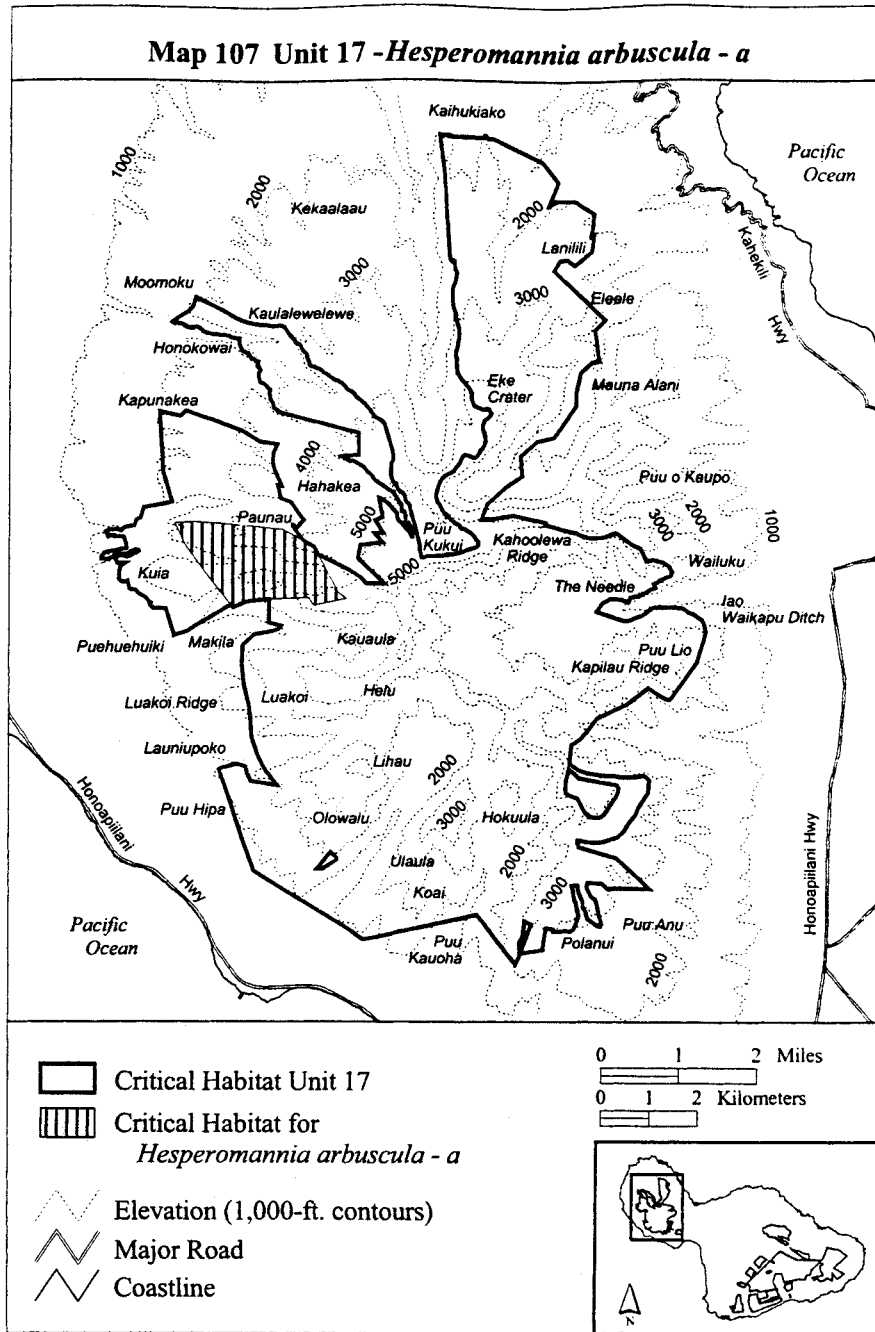 Map 107 Unit 17 - Hesperomannia arbuscula - a
Kaihukiako
Pacific
Ocean
1000
2000
Kekaalaau
2000
Lanilili
Kahekili
Hwy
3000
3000
Eleele
Moomoku
Kaulalewelewe
Honokowai
Eke
Crater
Mauna Alani
Kapunakea
4000
Hahakea
Puu o Kaupo
2000
3000
1000
Paunau
5000
Puu
Kukui
Kahoolewa
Ridge
Wailuku
Kuia
5000
The Needle
Iao
Waikapu Ditch
Puehuehuiki
Makila
Kauaula
Puu Lio
Kapilau Ridge
Luakoi Ridge
Luakoi
Helu
Launiupoko
Lihau
2000
Honoapiilani
Hwy
Puu Hipa
Olowalu
3000
Hokuula
Honoapiilani Hwy
Ulaula
2000
Koai
3000
Pacific
Ocean
Puu
Kauoha
Polanui
Puu Anu
2000
Critical Habitat Unit 17
Critical Habitat for
Hesperomannia arbuscula - a
Elevation (1,000-ft. contours)
Major Road
Coastline
0 1 2 Miles
0 1 2 Kilometers
N